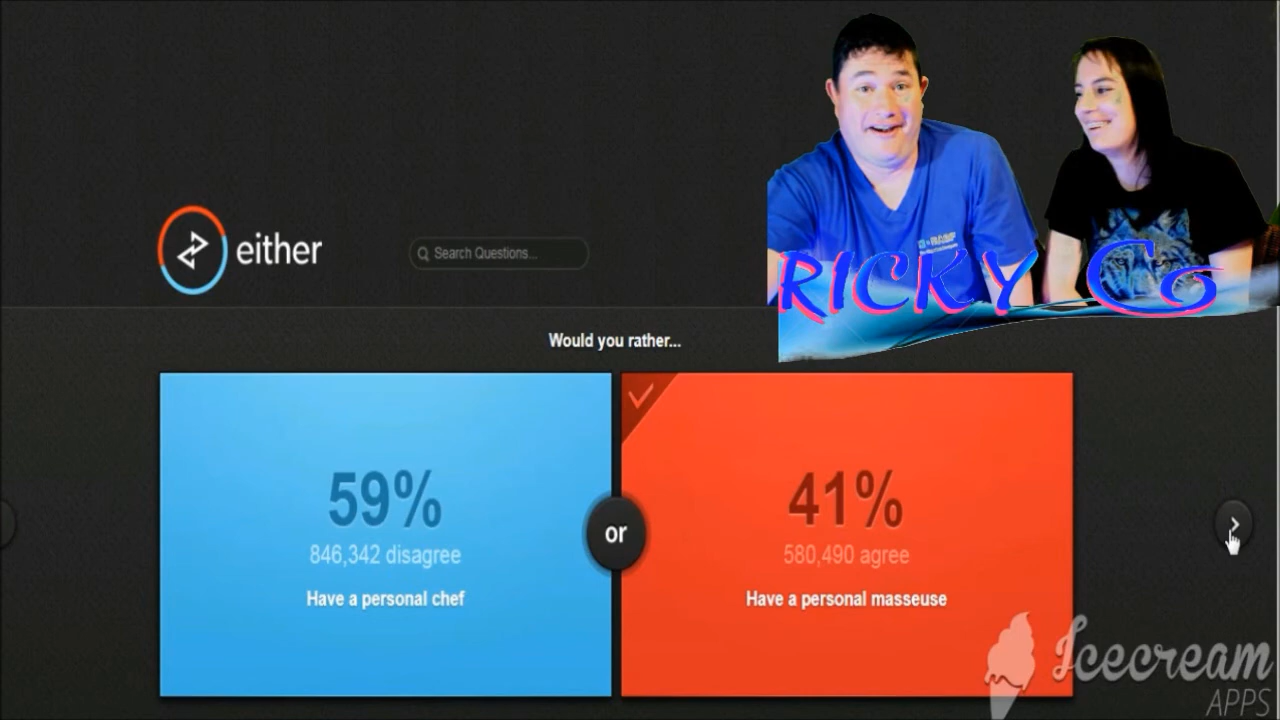 either
Search Questions...
RICKY Co
Would you rather...
59%
846,342 disagree
Have a personal chef
or
41%
580,490 agree
Have a personal masseuse
Icecream
APPS